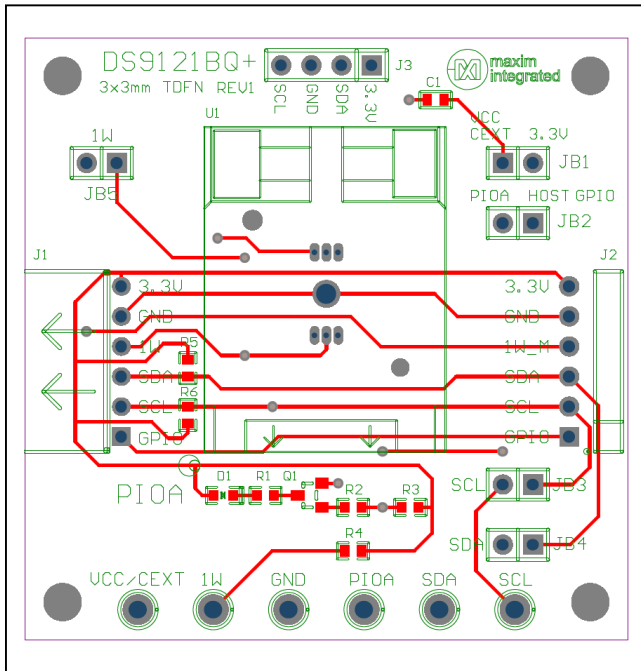 DS9121BQ+
3x3mm TDFN REV1
J3
SCL
GND
SDA
3.3V
maxim
integrated
C1
U1
VCC
CEXT 3.3V
1W
JB5
JB1
PIOA HOST GPIO
JB2
J1
J2
3.3V
GND
1W
SDA
SCL
GPIO
3.3V
GND
1W_M
SDA
SCL
GPIO
R5
R6
PIOA
D1
R1
Q1
R2
R3
R4
SCL
JB3
SDA
JB4
VCC/CEXT
1W
GND
PIOA
SDA
SCL